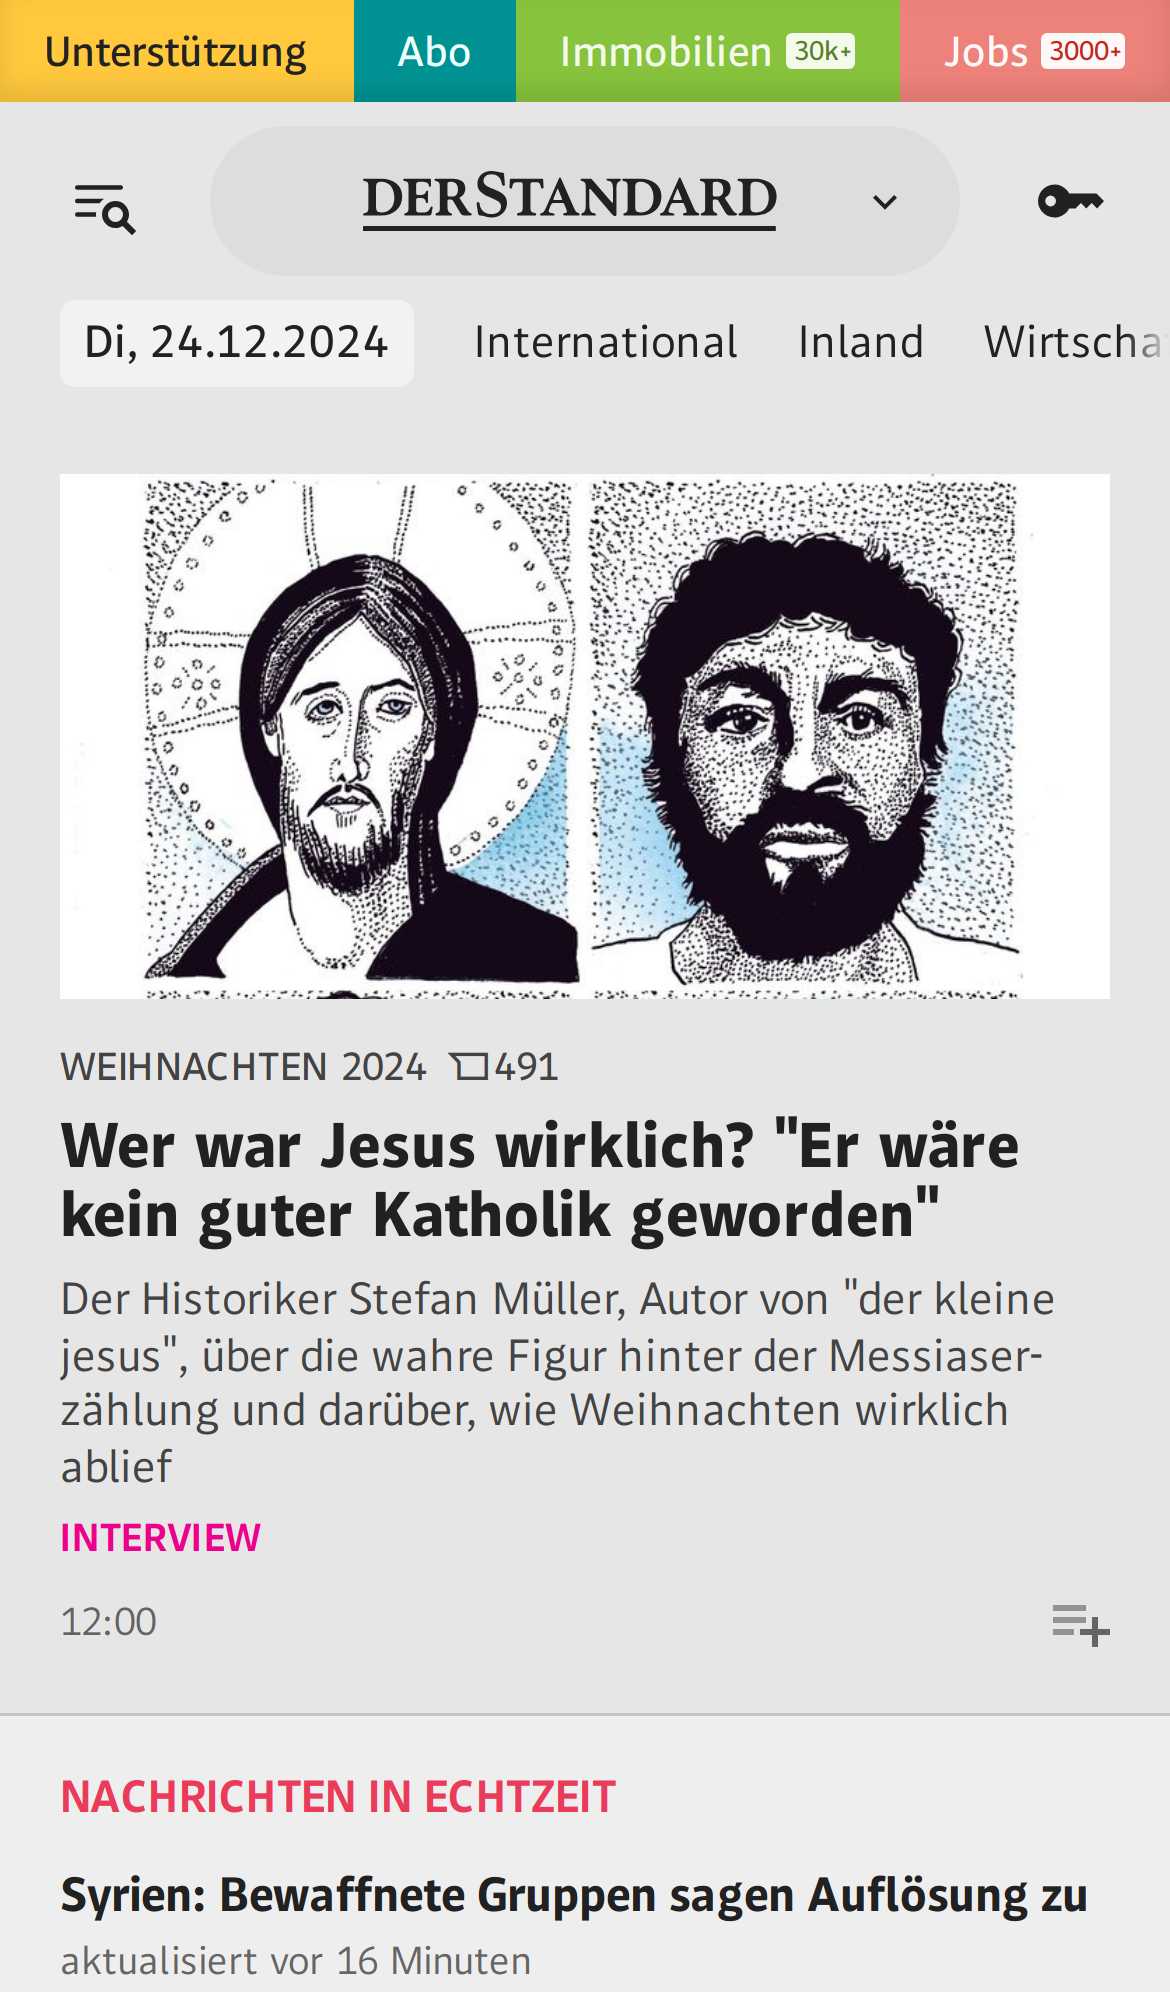 Unterstützung
Abo
Immobilien 30k+
Jobs 3000+
DERSTANDARD
Di, 24.12.2024
International
Inland
Wirtscha
WEIHNACHTEN 2024 491
Wer war Jesus wirklich? "Er wäre
kein guter Katholik geworden"
Der Historiker Stefan Müller, Autor von "der kleine
jesus", über die wahre Figur hinter der Messiaser-
zählung und darüber, wie Weihnachten wirklich
ablief
INTERVIEW
12:00
NACHRICHTEN IN ECHTZEIT
Syrien: Bewaffnete Gruppen sagen Auflösung zu
aktualisiert vor 16 Minuten